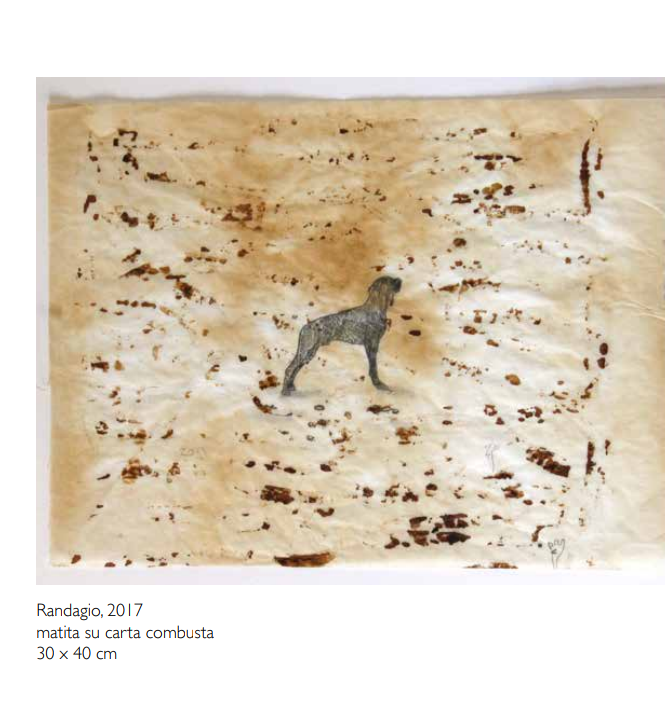 Randagio, 2017
matita su carta combusta
30 x 40 cm